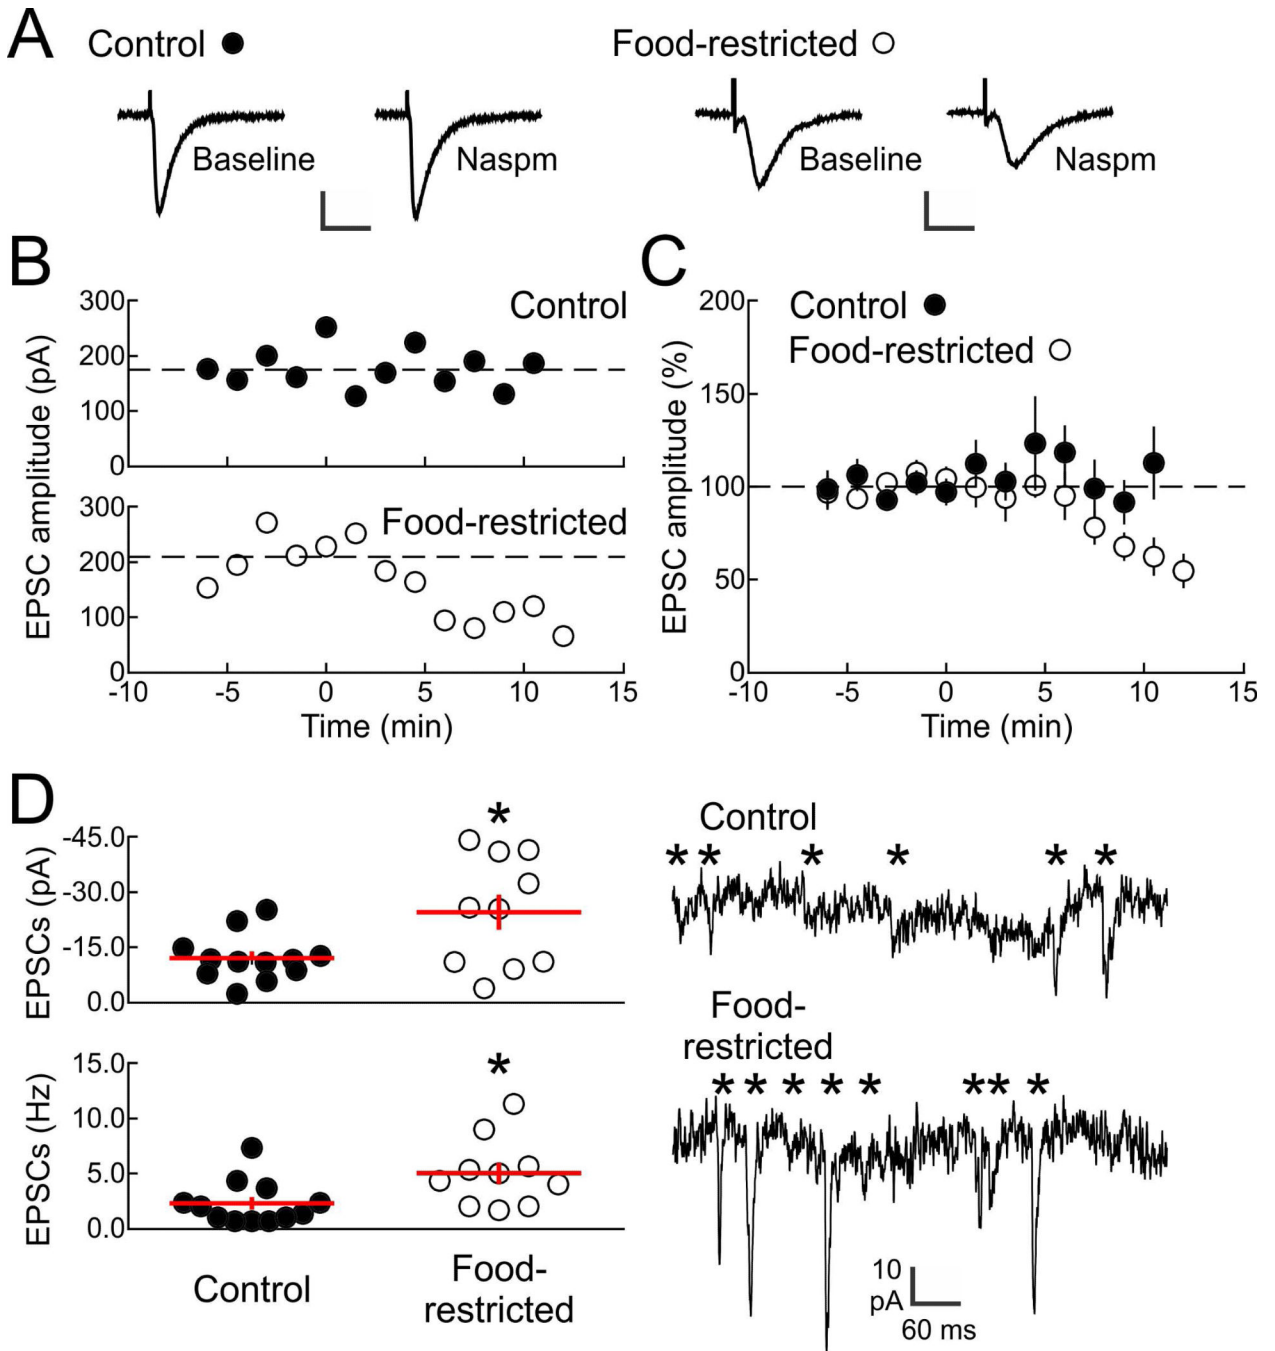 A
Control
Food-restricted
Baseline
Naspm
Baseline
Naspm
B
EPSC amplitude (pA)
300
200
100
0
Control
300
200
100
0
Food-restricted
-10 -5 0 5 10 15
Time (min)
C
EPSC amplitude (%)
200
150
100
50
0
Control
Food-restricted
-10 -5 0 5 10 15
Time (min)
D
EPSCs (pA)
-45.0
-30.0
-15.0
0.0
*
EPSCs (Hz)
15.0
10.0
5.0
0.0
*
Control
Food-
restricted
Control
* * * * * *
Food-
restricted
* * * * * * * *
10
pA
60 ms